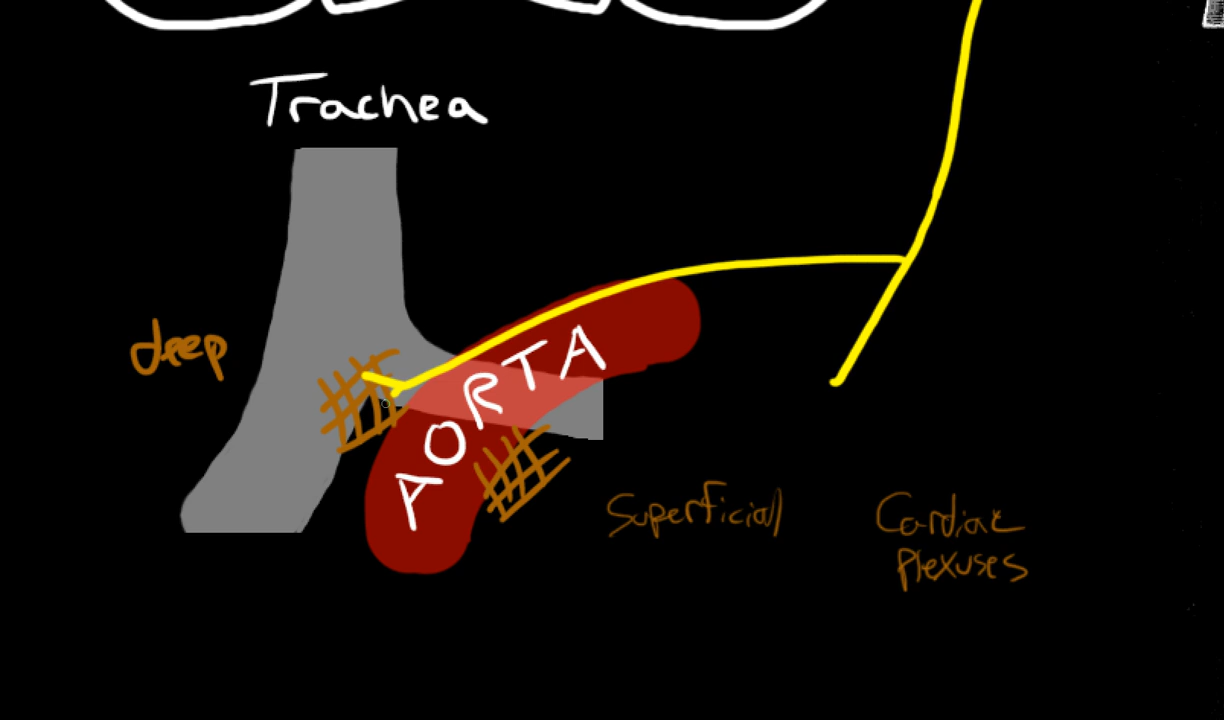 Trachea
deep
AORTA
Superficial
Cardiac
Plexuses